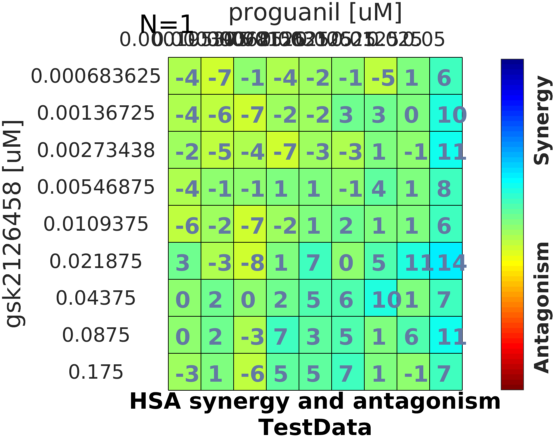 proguanil [uM]
N=1
0.000683625 -4 -7 -1 -4 -2 -1 -5 1 6
0.00136725 -4 -6 -7 -2 -2 3 3 0 10
0.00273438 -2 -5 -4 -7 -3 -3 1 -1 11
0.00546875 -4 -1 -1 1 1 -1 4 1 8
0.0109375 -6 -2 -7 -2 1 2 1 1 6
0.021875 3 -3 -8 1 7 0 5 11 14
0.04375 0 2 0 2 5 6 10 1 7
0.0875 0 2 -3 7 3 5 1 6 11
0.175 -3 1 -6 5 5 7 1 -1 7
gsk2126458 [uM]
Synergy
Antagonism
HSA synergy and antagonism
TestData